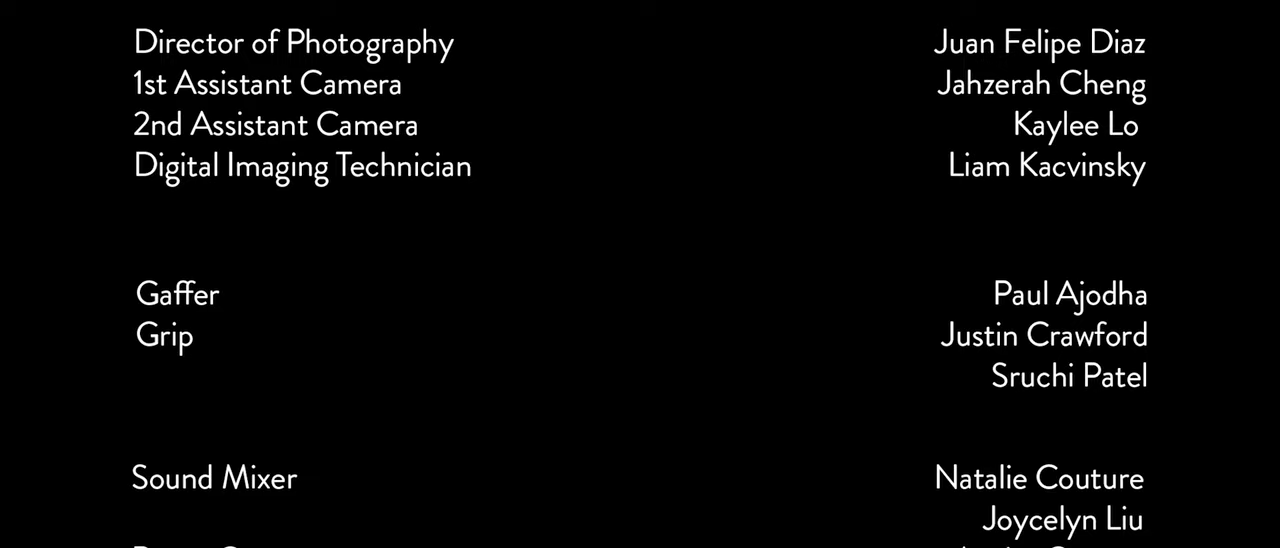 Director of Photography Juan Felipe Diaz
1st Assistant Camera Jahzerah Cheng
2nd Assistant Camera Kaylee Lo
Digital Imaging Technician Liam Kacvinsky
Gaffer Paul Ajodha
Grip Justin Crawford
Sruchi Patel
Sound Mixer Natalie Couture
Joycelyn Liu